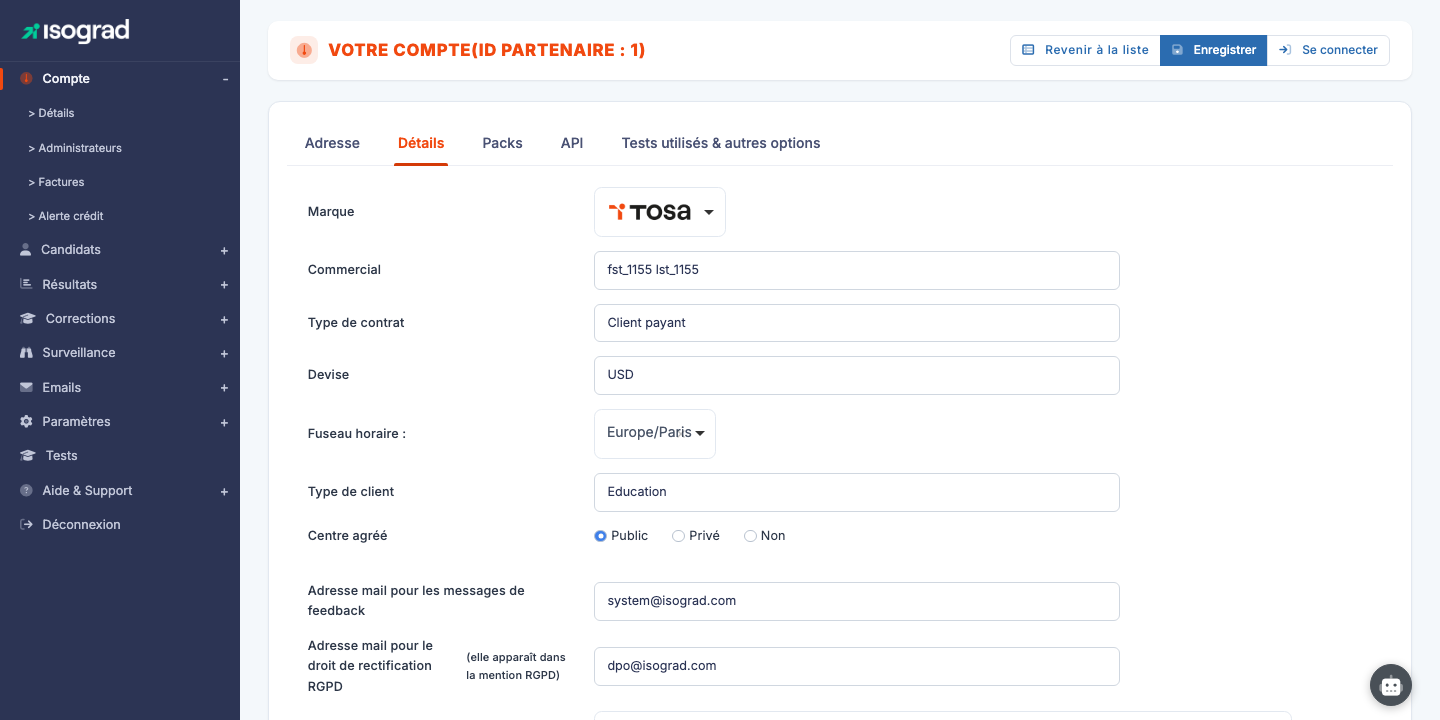 isograd
Compte -
> Détails
> Administrateurs
> Factures
> Alerte crédit
Candidats +
Résultats +
Corrections +
Surveillance +
Emails +
Paramètres +
Tests
Aide & Support +
Déconnexion
VOTRE COMPTE(ID PARTENAIRE : 1)
Revenir à la liste
Enregistrer
Se connecter
Adresse Détails Packs API Tests utilisés & autres options
Marque TOSA
Commercial fst_1155 lst_1155
Type de contrat Client payant
Devise USD
Fuseau horaire : Europe/Paris
Type de client Education
Centre agréé Public Privé Non
Adresse mail pour les messages de
feedback
system@isograd.com
Adresse mail pour le
droit de rectification
RGPD
(elle apparaît dans
la mention RGPD)
dpo@isograd.com